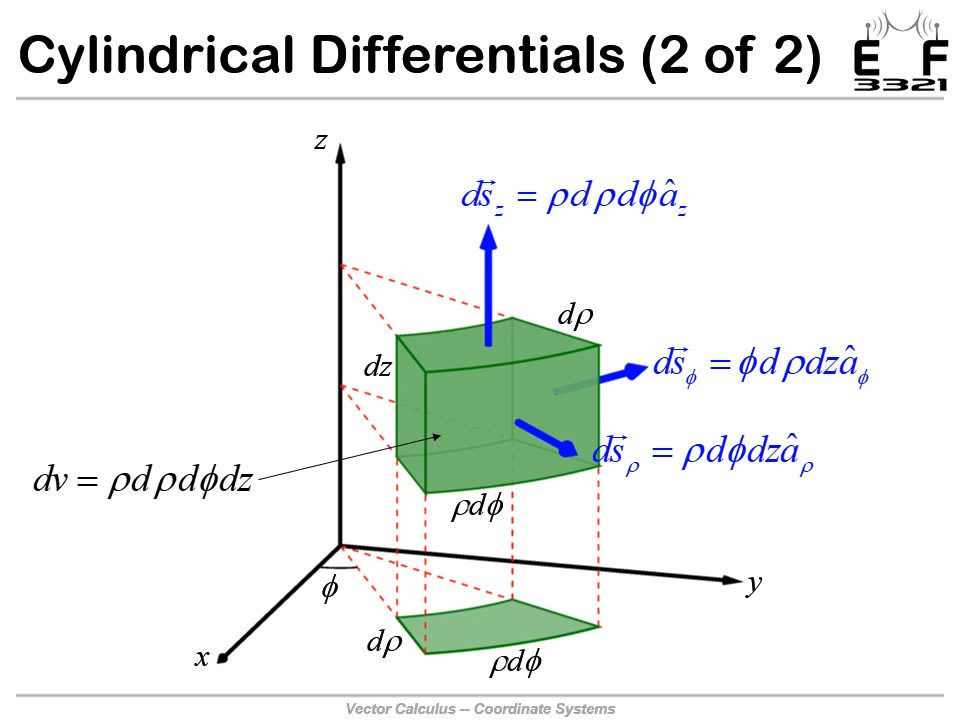 Cylindrical Differentials (2 of 2)
E F
3321
z
ds⃗_z = ρdρdϕâ_z
dρ
dz
ds⃗_ϕ = ϕdρdzâ_ϕ
ds⃗_ρ = ρdϕdzâ_ρ
dv = ρdρdϕdz
ρdϕ
ϕ
y
dρ
x
ρdϕ
Vector Calculus -- Coordinate Systems